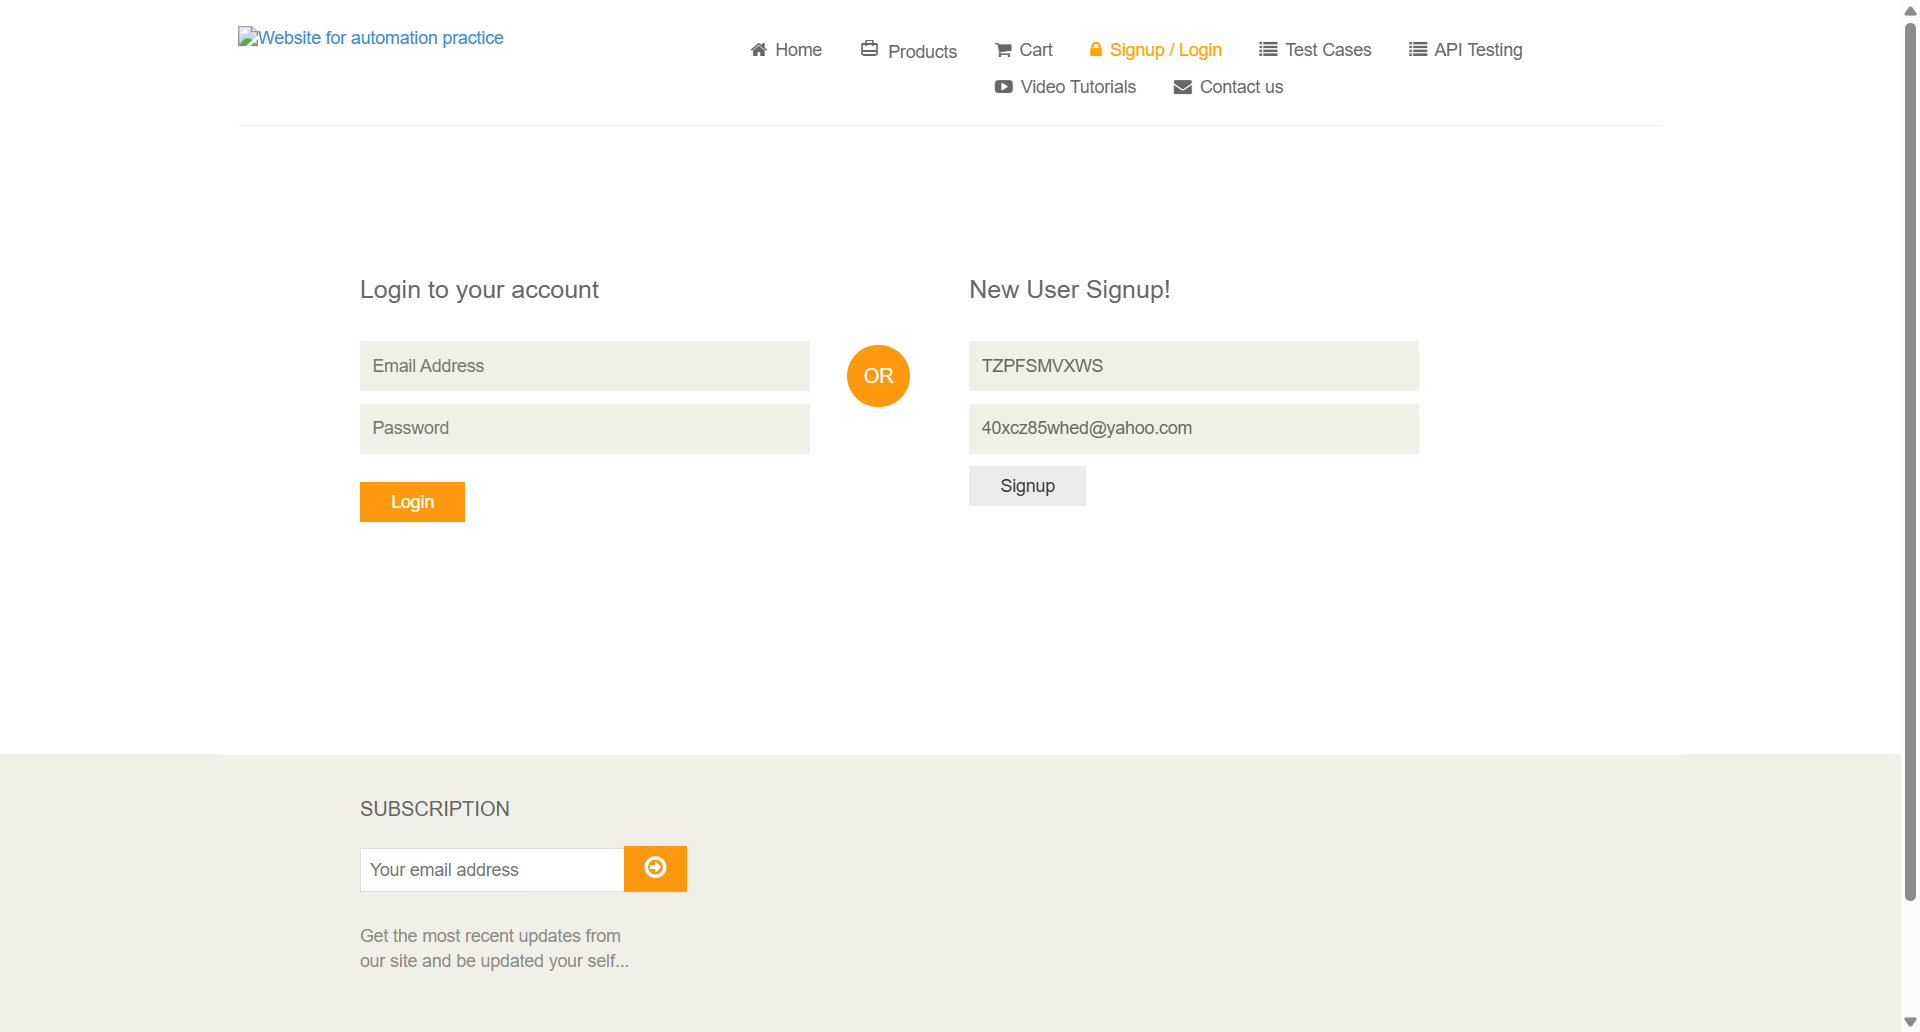 Website for automation practice
Home Products Cart Signup / Login Test Cases API Testing
Video Tutorials Contact us
Login to your account
Email Address
Password
Login
OR
New User Signup!
TZPFSMVXWS
40xcz85whed@yahoo.com
Signup
SUBSCRIPTION
Your email address
Get the most recent updates from
our site and be updated your self...